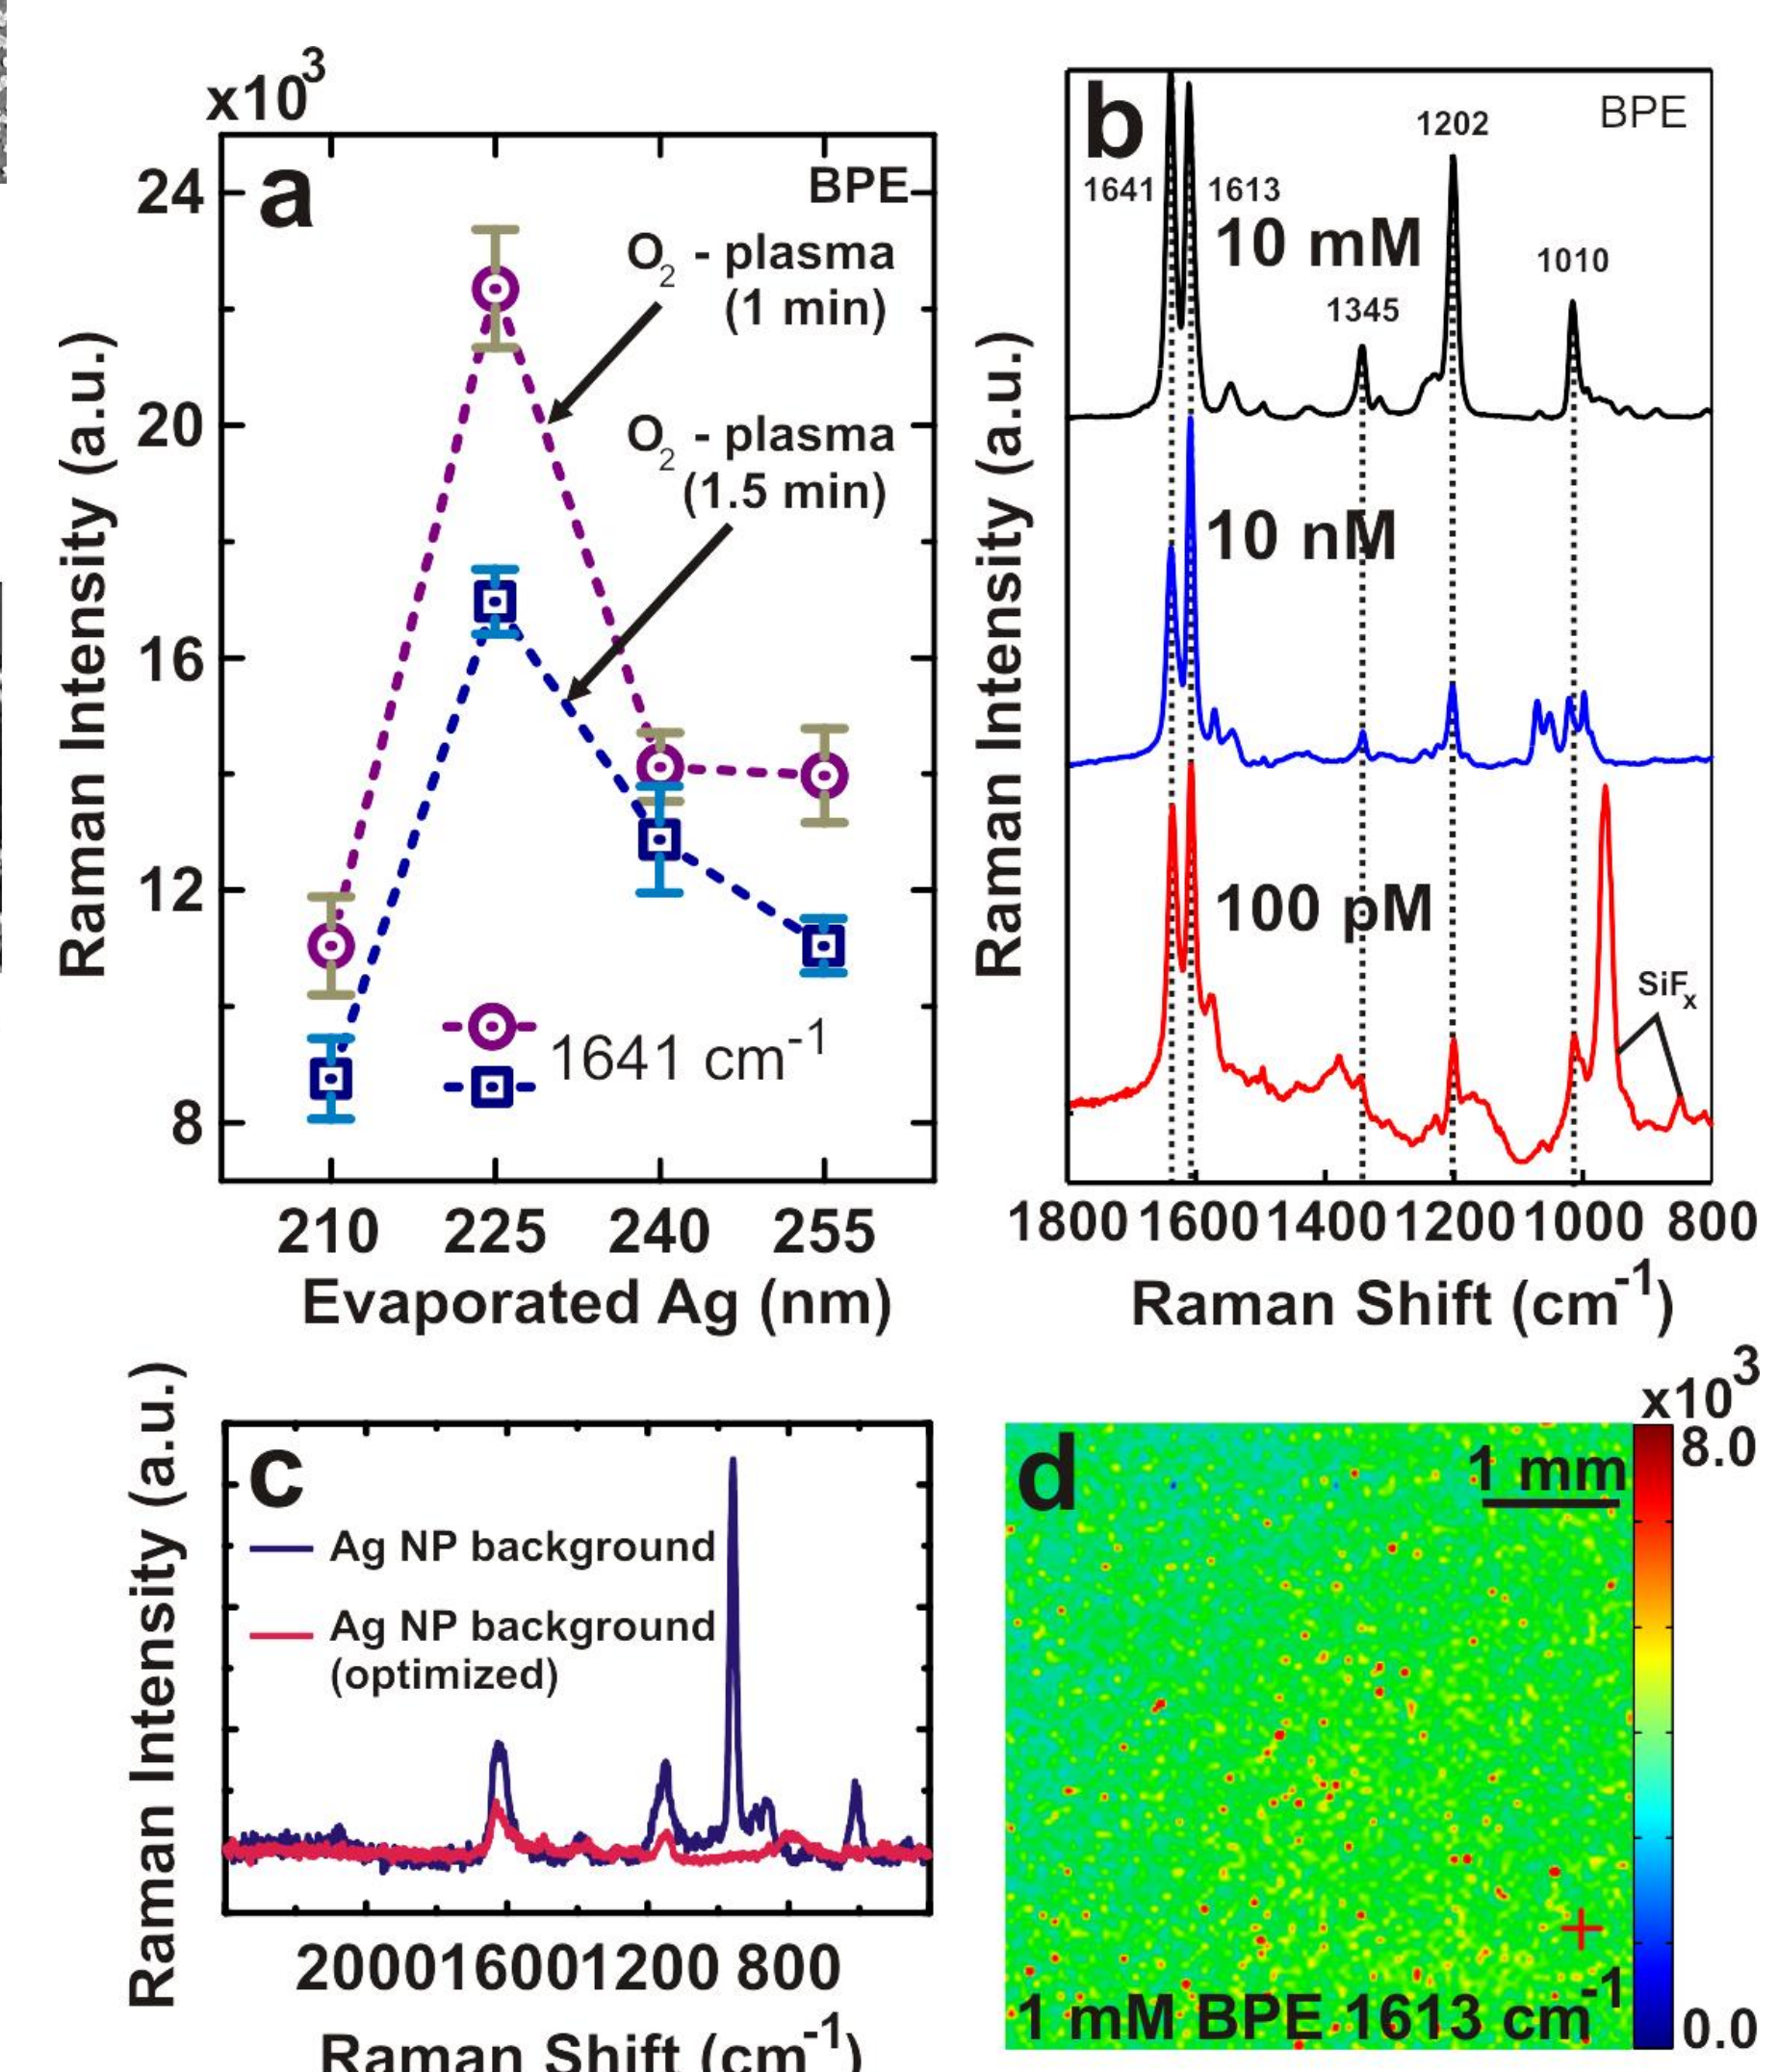 x10³
a
BPE
24
20
16
12
8
O₂ - plasma
(1 min)
O₂ - plasma
(1.5 min)
1641 cm⁻¹
Raman Intensity (a.u.)
210 225 240 255
Evaporated Ag (nm)
b
BPE
1641
1613
10 mM
1345
1202
1010
10 nM
100 pM
SiFₓ
Raman Intensity (a.u.)
1800 1600 1400 1200 1000 800
Raman Shift (cm⁻¹)
c
Ag NP background
Ag NP background
(optimized)
Raman Intensity (a.u.)
2000 1600 1200 800
Raman Shift (cm⁻¹)
d
1 mm
1 mM BPE 1613 cm⁻¹
x10³
8.0
0.0